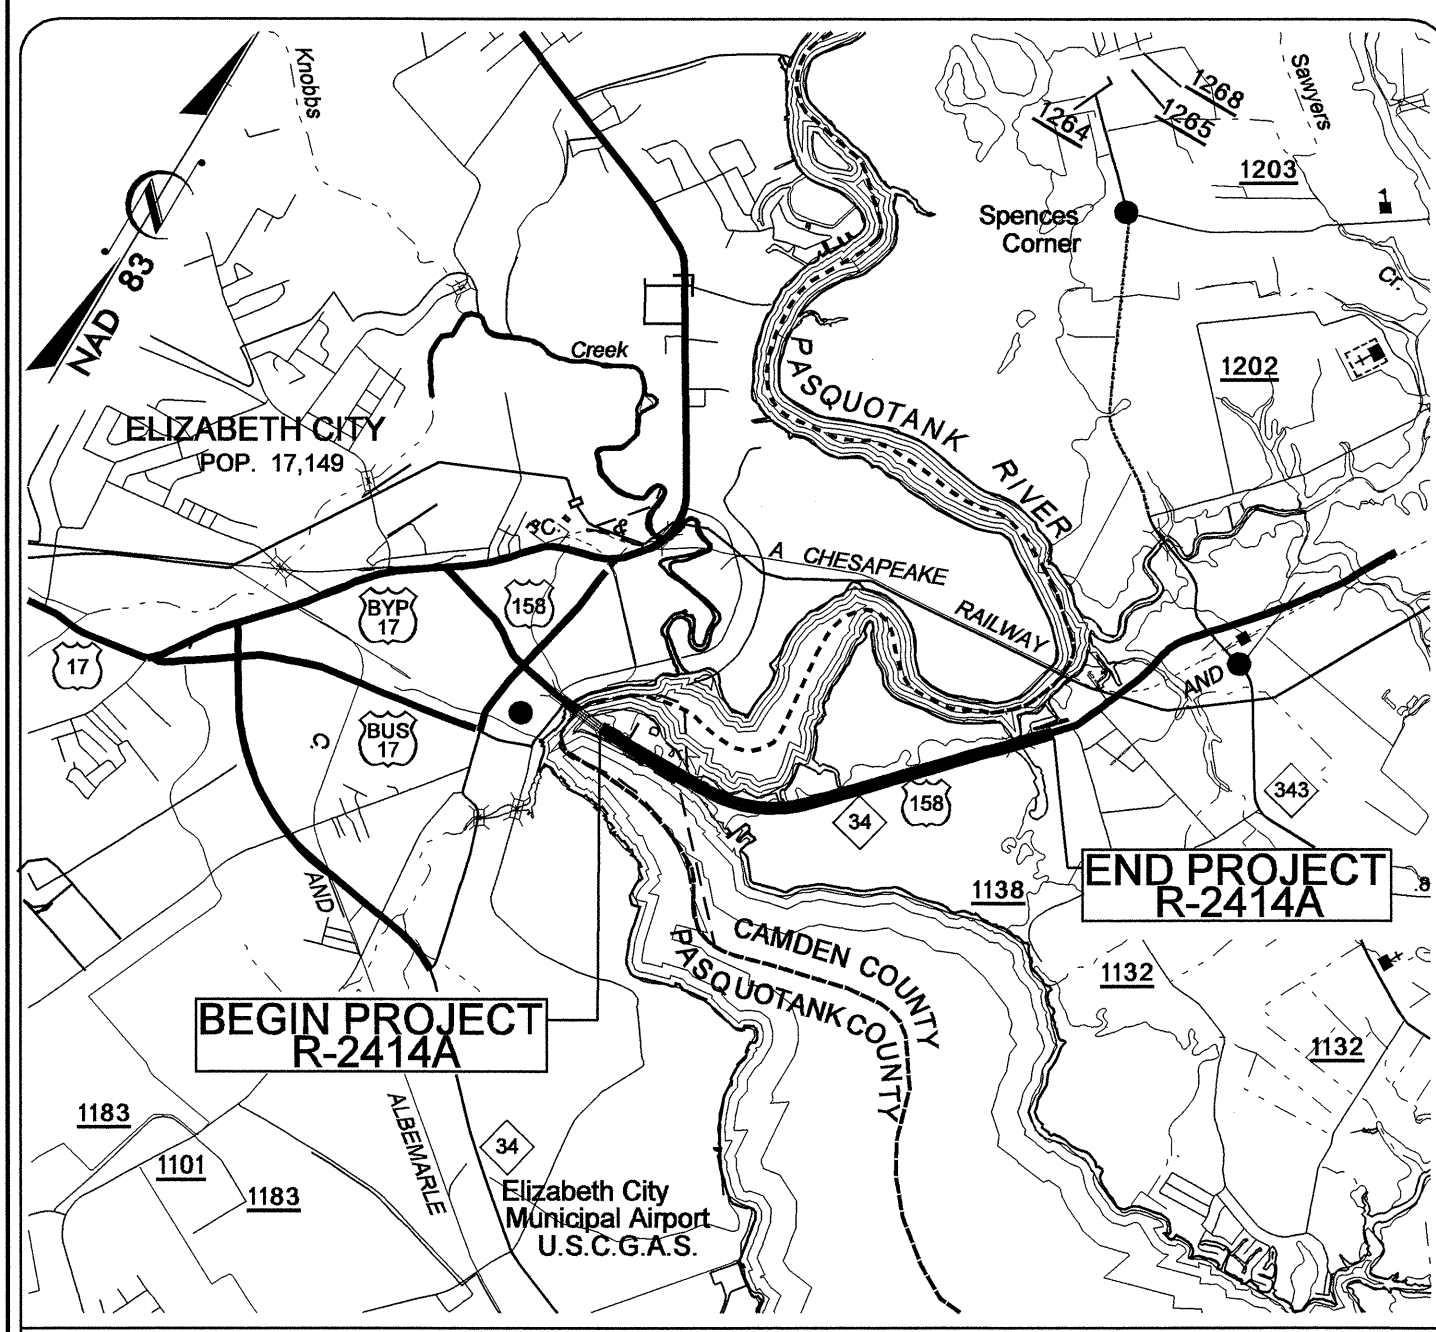 Knobbs
Sawyers
1268
1265
1264
1203
1
Spences
Corner
NAD 83
Cr.
Creek
1202
PASQUOTANK RIVER
ELIZABETH CITY
POP. 17,149
C.
&
A CHESAPEAKE
RAILWAY
BYP
17
158
17
AND
BUS
17
C.
343
158
34
END PROJECT
R-2414A
AND
1138
.8
CAMDEN COUNTY
PASQUOTANK COUNTY
1132
BEGIN PROJECT
R-2414A
1132
1183
ALBEMARLE
34
1101
1183
Elizabeth City
Municipal Airport
U.S.C.G.A.S.